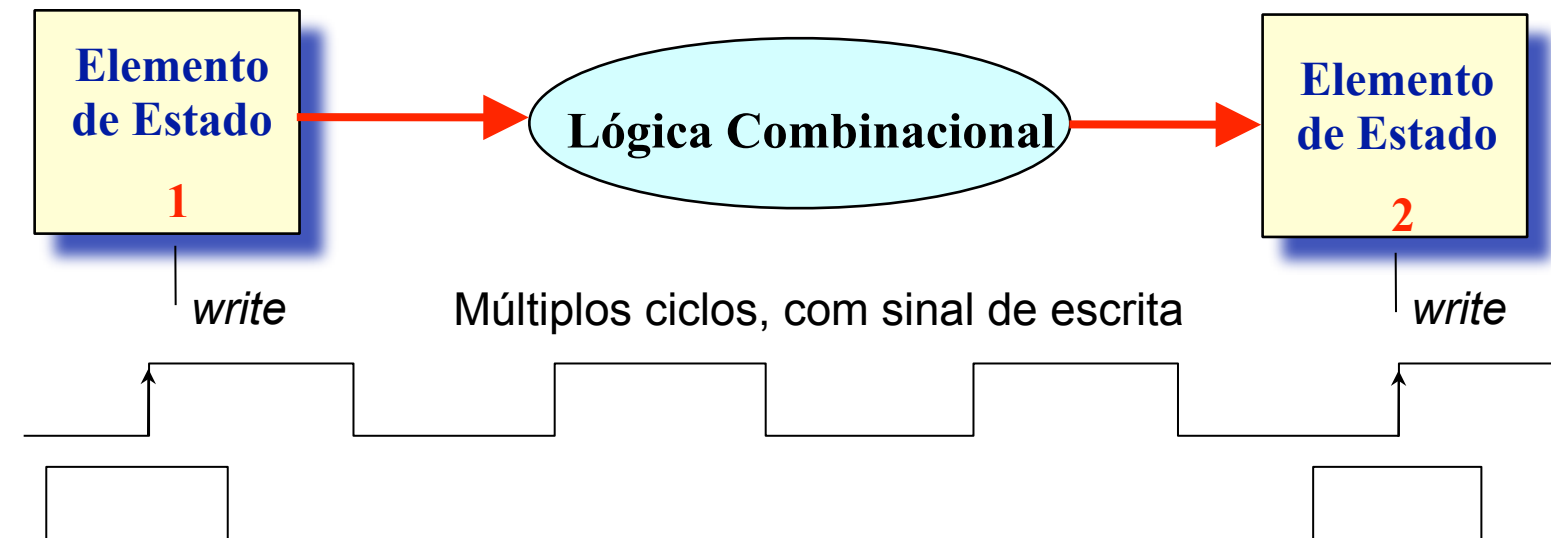 Elemento
de Estado
1
Lógica Combinacional
Elemento
de Estado
2
write
Múltiplos ciclos, com sinal de escrita
write